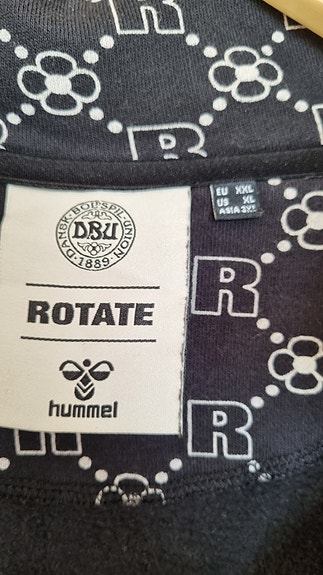 R
R
R
DANSK · BOLDSPIL · UNION
DBU
· 1889 ·
EU XXL
US XL
ASIA 3XL
R
ROTATE
hummel
R
R